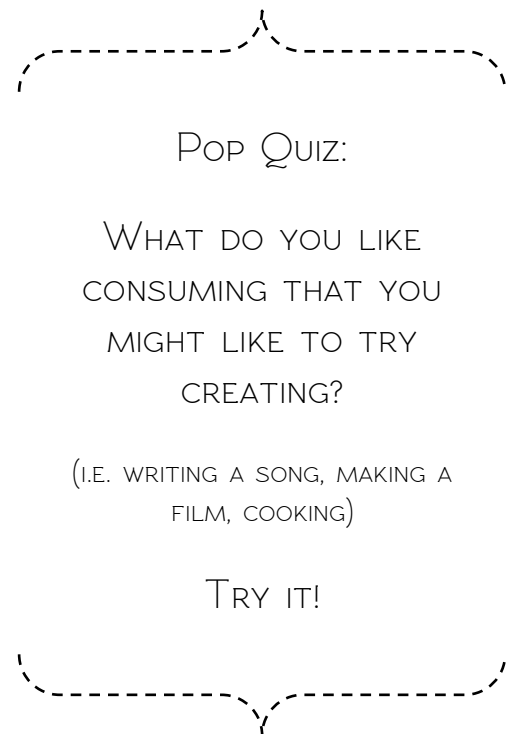 Pop Quiz:
What do you like
consuming that you
might like to try
creating?
(i.e. writing a song, making a
film, cooking)
Try it!